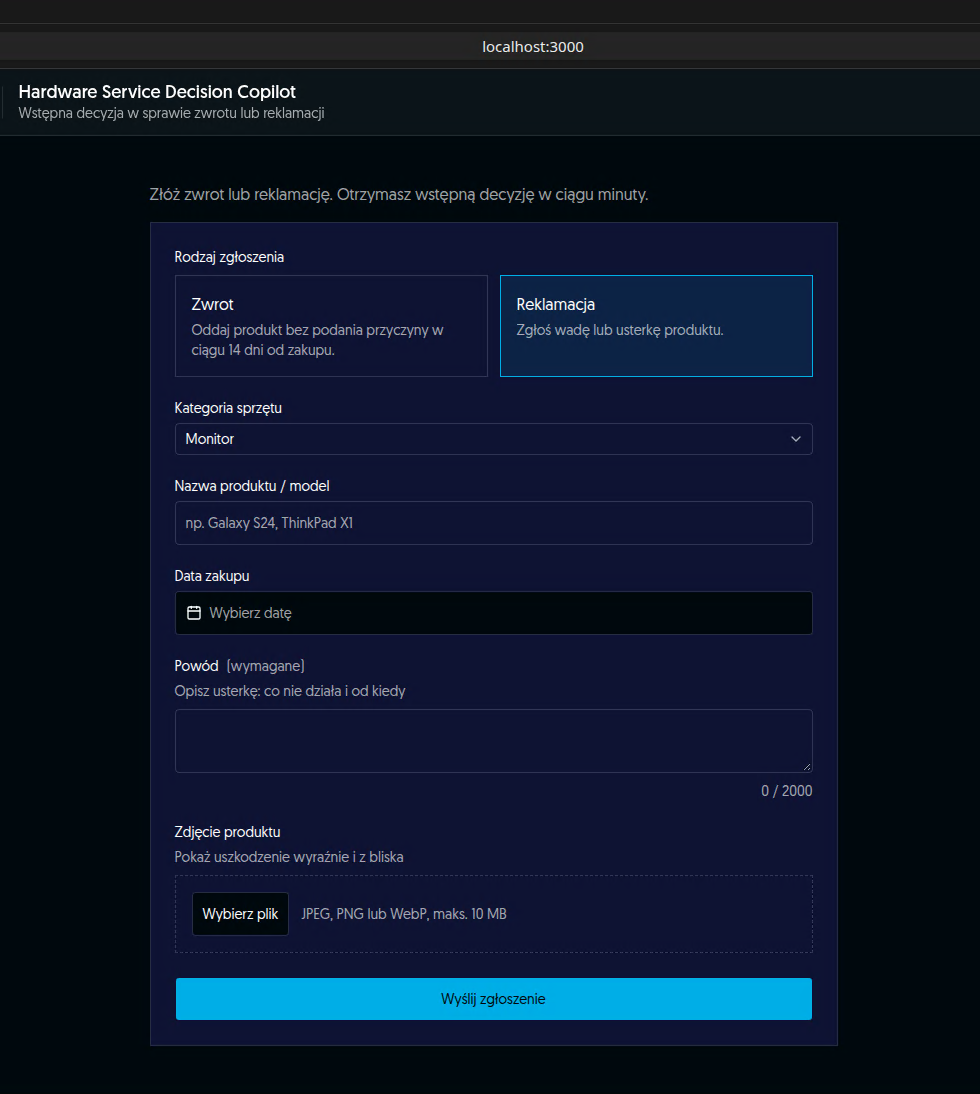 localhost:3000
Hardware Service Decision Copilot
Wstępna decyzja w sprawie zwrotu lub reklamacji
Złóż zwrot lub reklamację. Otrzymasz wstępną decyzję w ciągu minuty.
Rodzaj zgłoszenia
Zwrot
Oddaj produkt bez podania przyczyny w
ciągu 14 dni od zakupu.
Reklamacja
Zgłoś wadę lub usterkę produktu.
Kategoria sprzętu
Monitor
Nazwa produktu / model
np. Galaxy S24, ThinkPad X1
Data zakupu
Wybierz datę
Powód (wymagane)
Opisz usterkę: co nie działa i od kiedy
0 / 2000
Zdjęcie produktu
Pokaż uszkodzenie wyraźnie i z bliska
Wybierz plik JPEG, PNG lub WebP, maks. 10 MB
Wyślij zgłoszenie